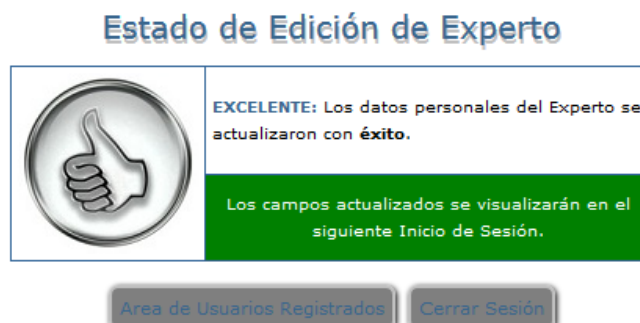 Estado de Edición de Experto
EXCELENTE: Los datos personales del Experto se
actualizaron con éxito.
Los campos actualizados se visualizarán en el
siguiente Inicio de Sesión.
Area de Usuarios Registrados
Cerrar Sesión